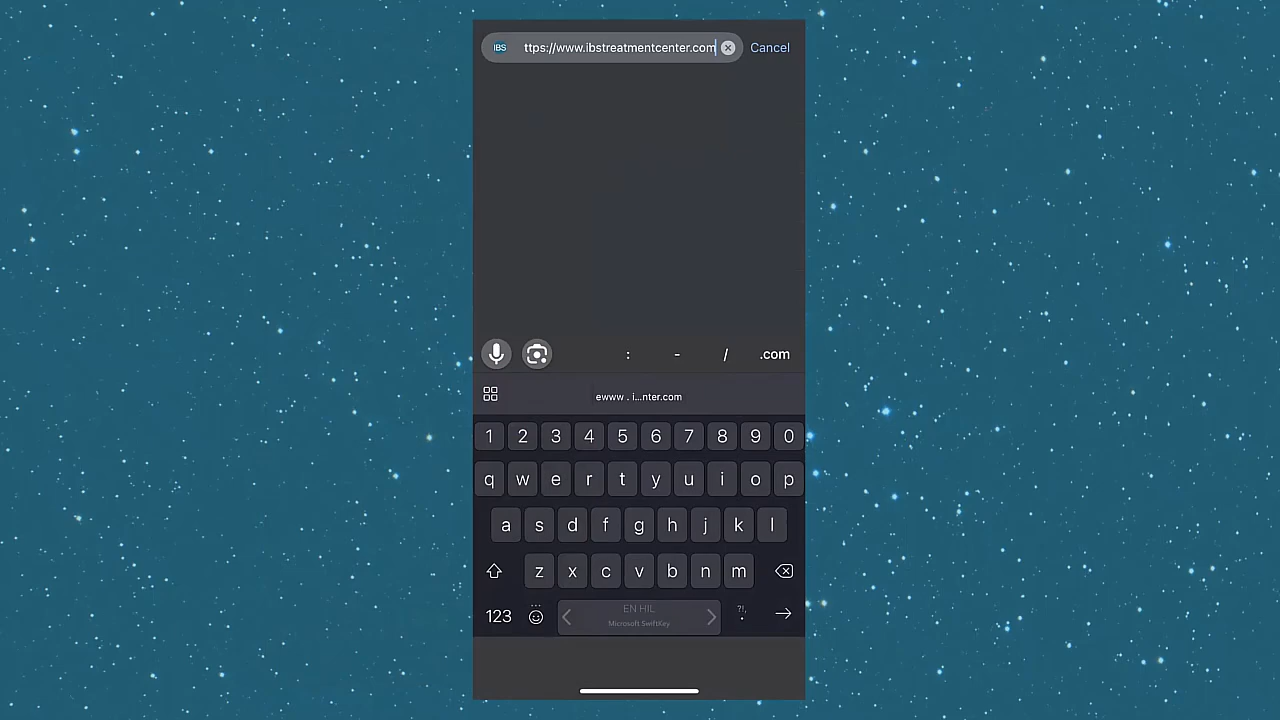 IBS ttps://www.ibstreatmentcenter.com Cancel
: - / .com
ewww . i...nter.com
1 2 3 4 5 6 7 8 9 0
q w e r t y u i o p
a s d f g h j k l
z x c v b n m
123 EN HIL ?!, .
Microsoft SwiftKey